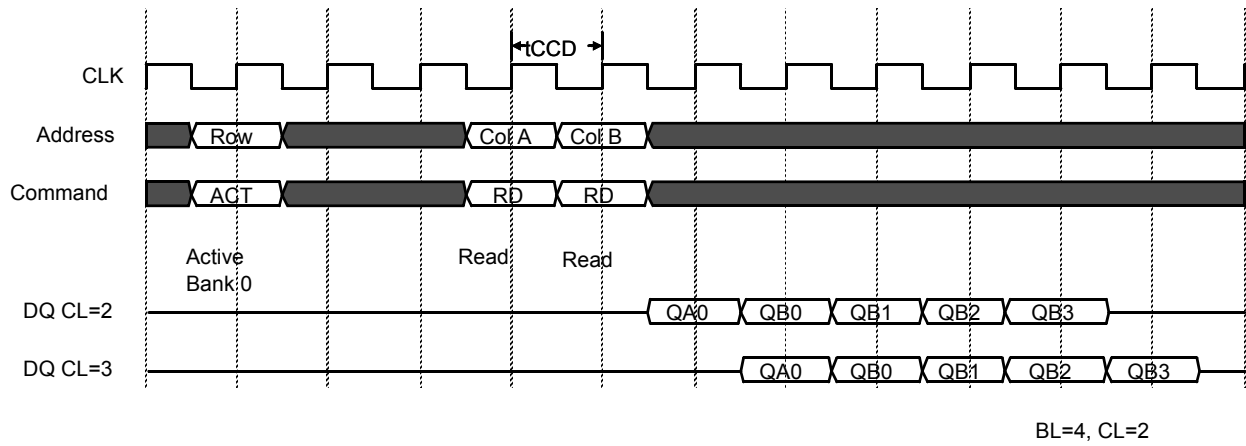 tCCD
CLK
Address Row Col A Col B
Command ACT RD RD
Active Read Read
Bank 0
DQ CL=2 QA0 QB0 QB1 QB2 QB3
DQ CL=3 QA0 QB0 QB1 QB2 QB3
BL=4, CL=2